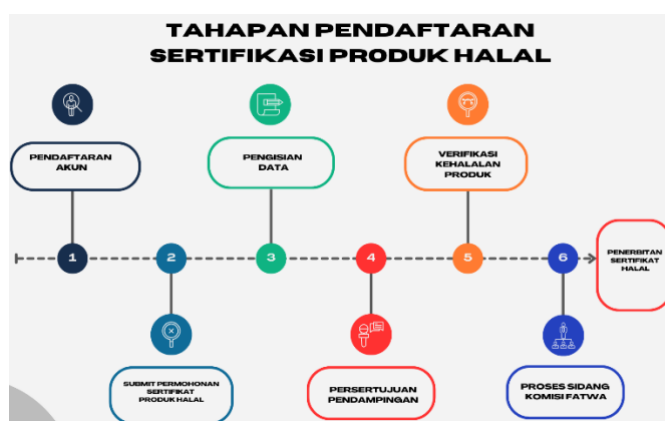 TAHAPAN PENDAFTARAN
SERTIFIKASI PRODUK HALAL
PENDAFTARAN
AKUN
PENGISIAN
DATA
VERIFIKASI
KEHALALAN
PRODUK
1
2
3
4
5
6
PENERBITAN
SERTIFIKAT
HALAL
SUBMIT PERMOHONAN
SERTIFIKAT
PRODUK HALAL
PERSERTUJUAN
PENDAMPINGAN
PROSES SIDANG
KOMISI FATWA